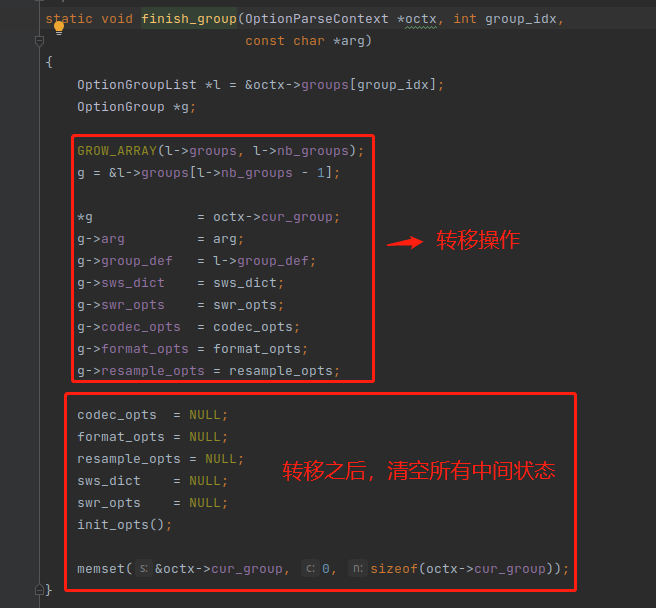 static void finish_group(OptionParseContext *octx, int group_idx,
                         const char *arg)
{
    OptionGroupList *l = &octx->groups[group_idx];
    OptionGroup *g;

    GROW_ARRAY(l->groups, l->nb_groups);
    g = &l->groups[l->nb_groups - 1];

    *g             = octx->cur_group;
    g->arg         = arg;
    g->group_def   = l->group_def;
    g->sws_dict    = sws_dict;
    g->swr_opts    = swr_opts;
    g->codec_opts  = codec_opts;
    g->format_opts = format_opts;
    g->resample_opts = resample_opts;
转移操作

    codec_opts  = NULL;
    format_opts = NULL;
    resample_opts = NULL;
    sws_dict    = NULL;
    swr_opts    = NULL;
    init_opts();
转移之后，清空所有中间状态

    memset( s: &octx->cur_group, c: 0, n: sizeof(octx->cur_group));
}